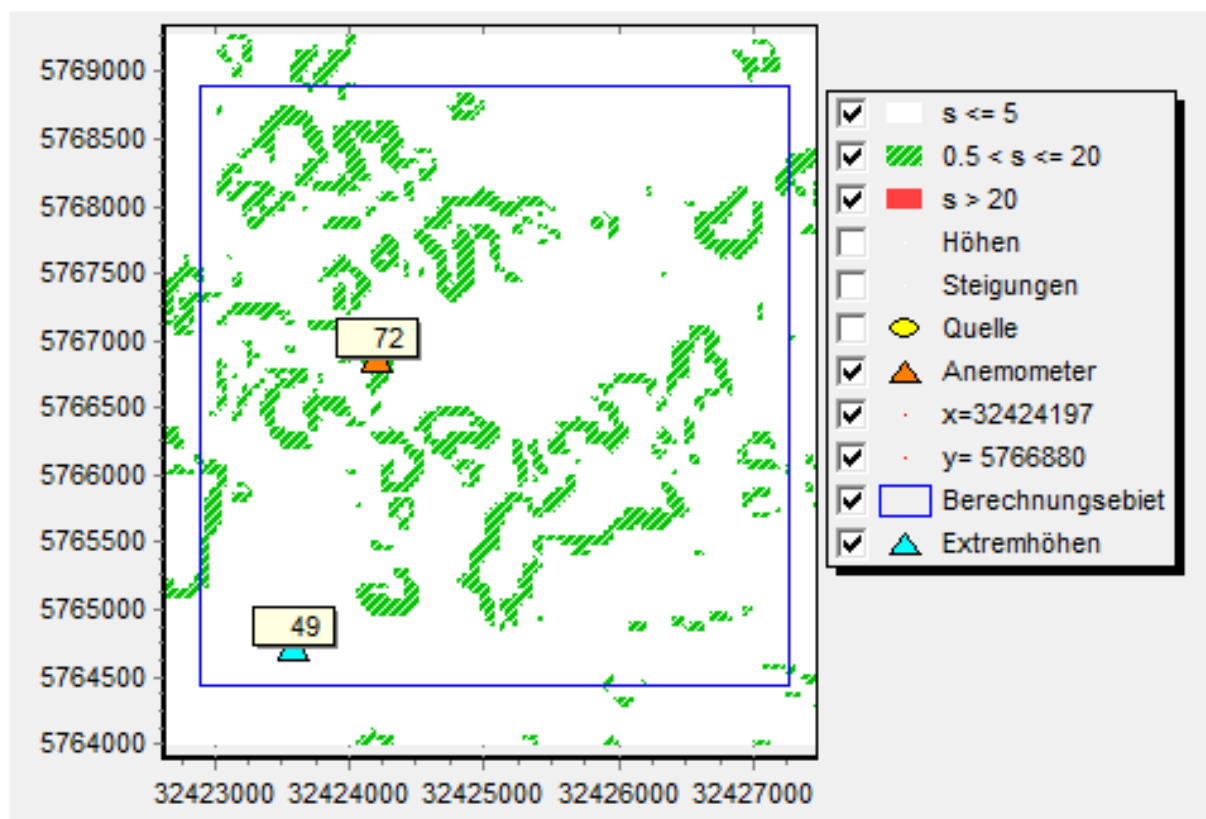 5769000
5768500
5768000
5767500
5767000
5766500
5766000
5765500
5765000
5764500
5764000
32423000 32424000 32425000 32426000 32427000
72
49
s <= 5
0.5 < s <= 20
s > 20
Höhen
Steigungen
Quelle
Anemometer
x=32424197
y= 5766880
Berechnungsebiet
Extremhöhen